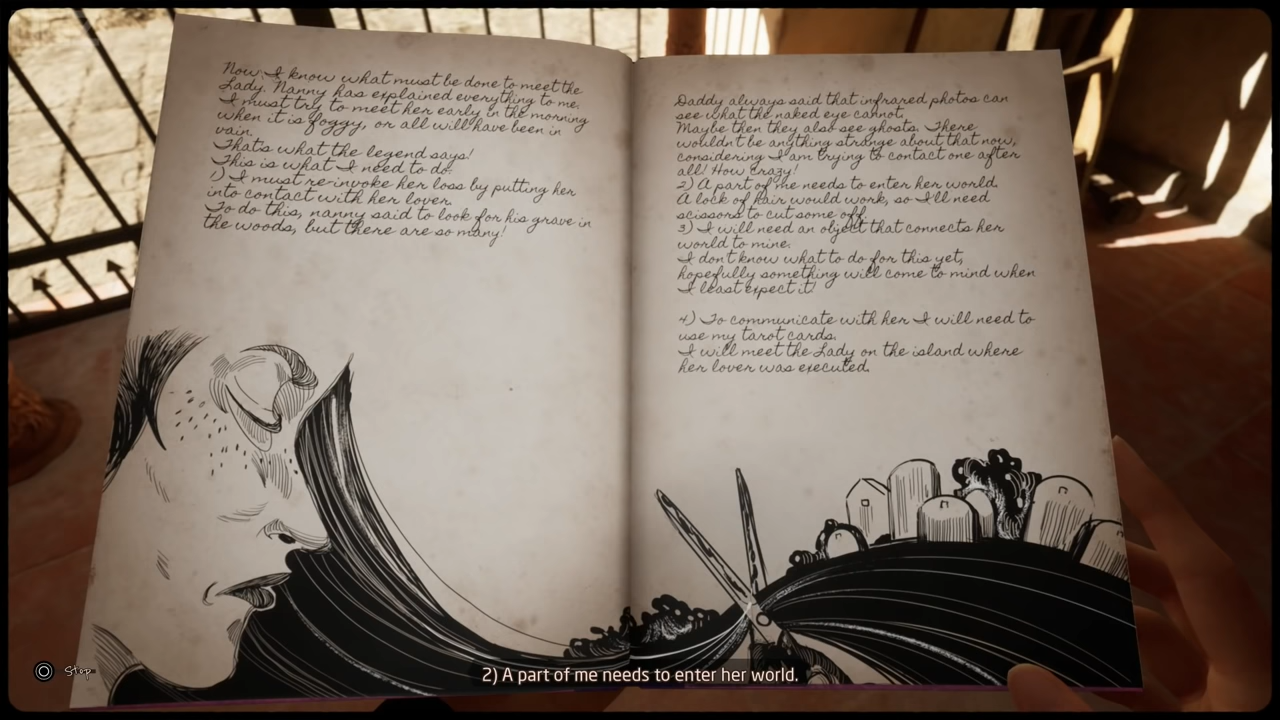 Now, I know what must be done to meet the
Lady. Nanny has explained everything to me.
I must try to meet her early in the morning
when it is foggy, or all will have been in
vain.
That's what the legend says!
This is what I need to do:
1) I must re-invoke her loss by putting her
into contact with her lover.
To do this, nanny said to look for his grave in
the woods, but there are so many!
Daddy always said that infrared photos can
see what the naked eye cannot.
Maybe then they also see ghosts. There
wouldn't be anything strange about that now,
considering I am trying to contact one after
all! How crazy!
2) A part of me needs to enter her world.
A lock of hair would work, so I'll need
scissors to cut some off.
3) I will need an object that connects her
world to mine.
I don't know what to do for this yet,
hopefully something will come to mind when
I least expect it!
4) To communicate with her I will need to
use my tarot cards.
I will meet the Lady on the island where
her lover was executed.
Stop
2) A part of me needs to enter her world.